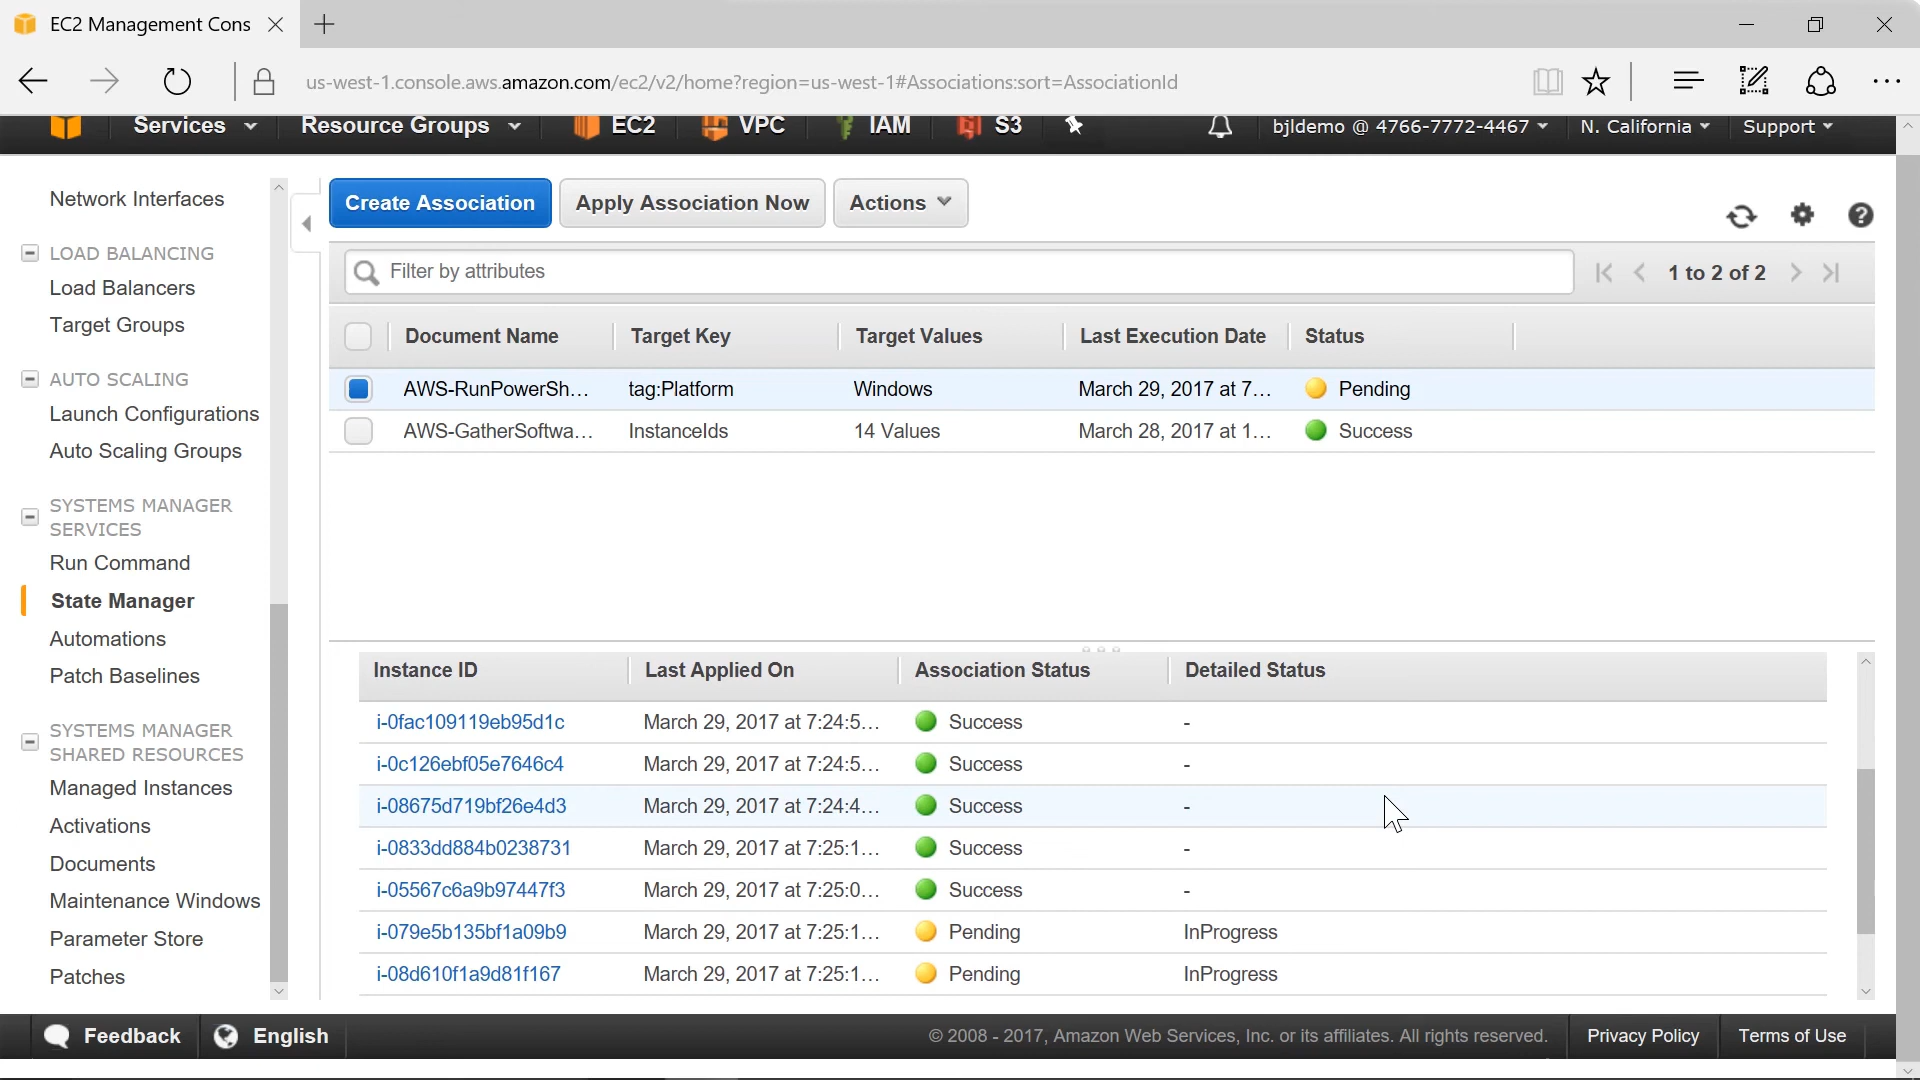 EC2 Management Cons
us-west-1.console.aws.amazon.com/ec2/v2/home?region=us-west-1#Associations:sort=AssociationId
Services Resource Groups EC2 VPC IAM S3 bjldemo @ 4766-7772-4467 N. California Support
Network Interfaces
LOAD BALANCING
Load Balancers
Target Groups
AUTO SCALING
Launch Configurations
Auto Scaling Groups
SYSTEMS MANAGER
SERVICES
Run Command
State Manager
Automations
Patch Baselines
SYSTEMS MANAGER
SHARED RESOURCES
Managed Instances
Activations
Documents
Maintenance Windows
Parameter Store
Patches
Create Association Apply Association Now Actions
Filter by attributes 1 to 2 of 2
Document Name Target Key Target Values Last Execution Date Status
AWS-RunPowerSh... tag:Platform Windows March 29, 2017 at 7... Pending
AWS-GatherSoftwa... InstanceIds 14 Values March 28, 2017 at 1... Success
Instance ID Last Applied On Association Status Detailed Status
i-0fac109119eb95d1c March 29, 2017 at 7:24:5... Success -
i-0c126ebf05e7646c4 March 29, 2017 at 7:24:5... Success -
i-08675d719bf26e4d3 March 29, 2017 at 7:24:4... Success -
i-0833dd884b0238731 March 29, 2017 at 7:25:1... Success -
i-05567c6a9b97447f3 March 29, 2017 at 7:25:0... Success -
i-079e5b135bf1a09b9 March 29, 2017 at 7:25:1... Pending InProgress
i-08d610f1a9d81f167 March 29, 2017 at 7:25:1... Pending InProgress
Feedback English © 2008 - 2017, Amazon Web Services, Inc. or its affiliates. All rights reserved. Privacy Policy Terms of Use